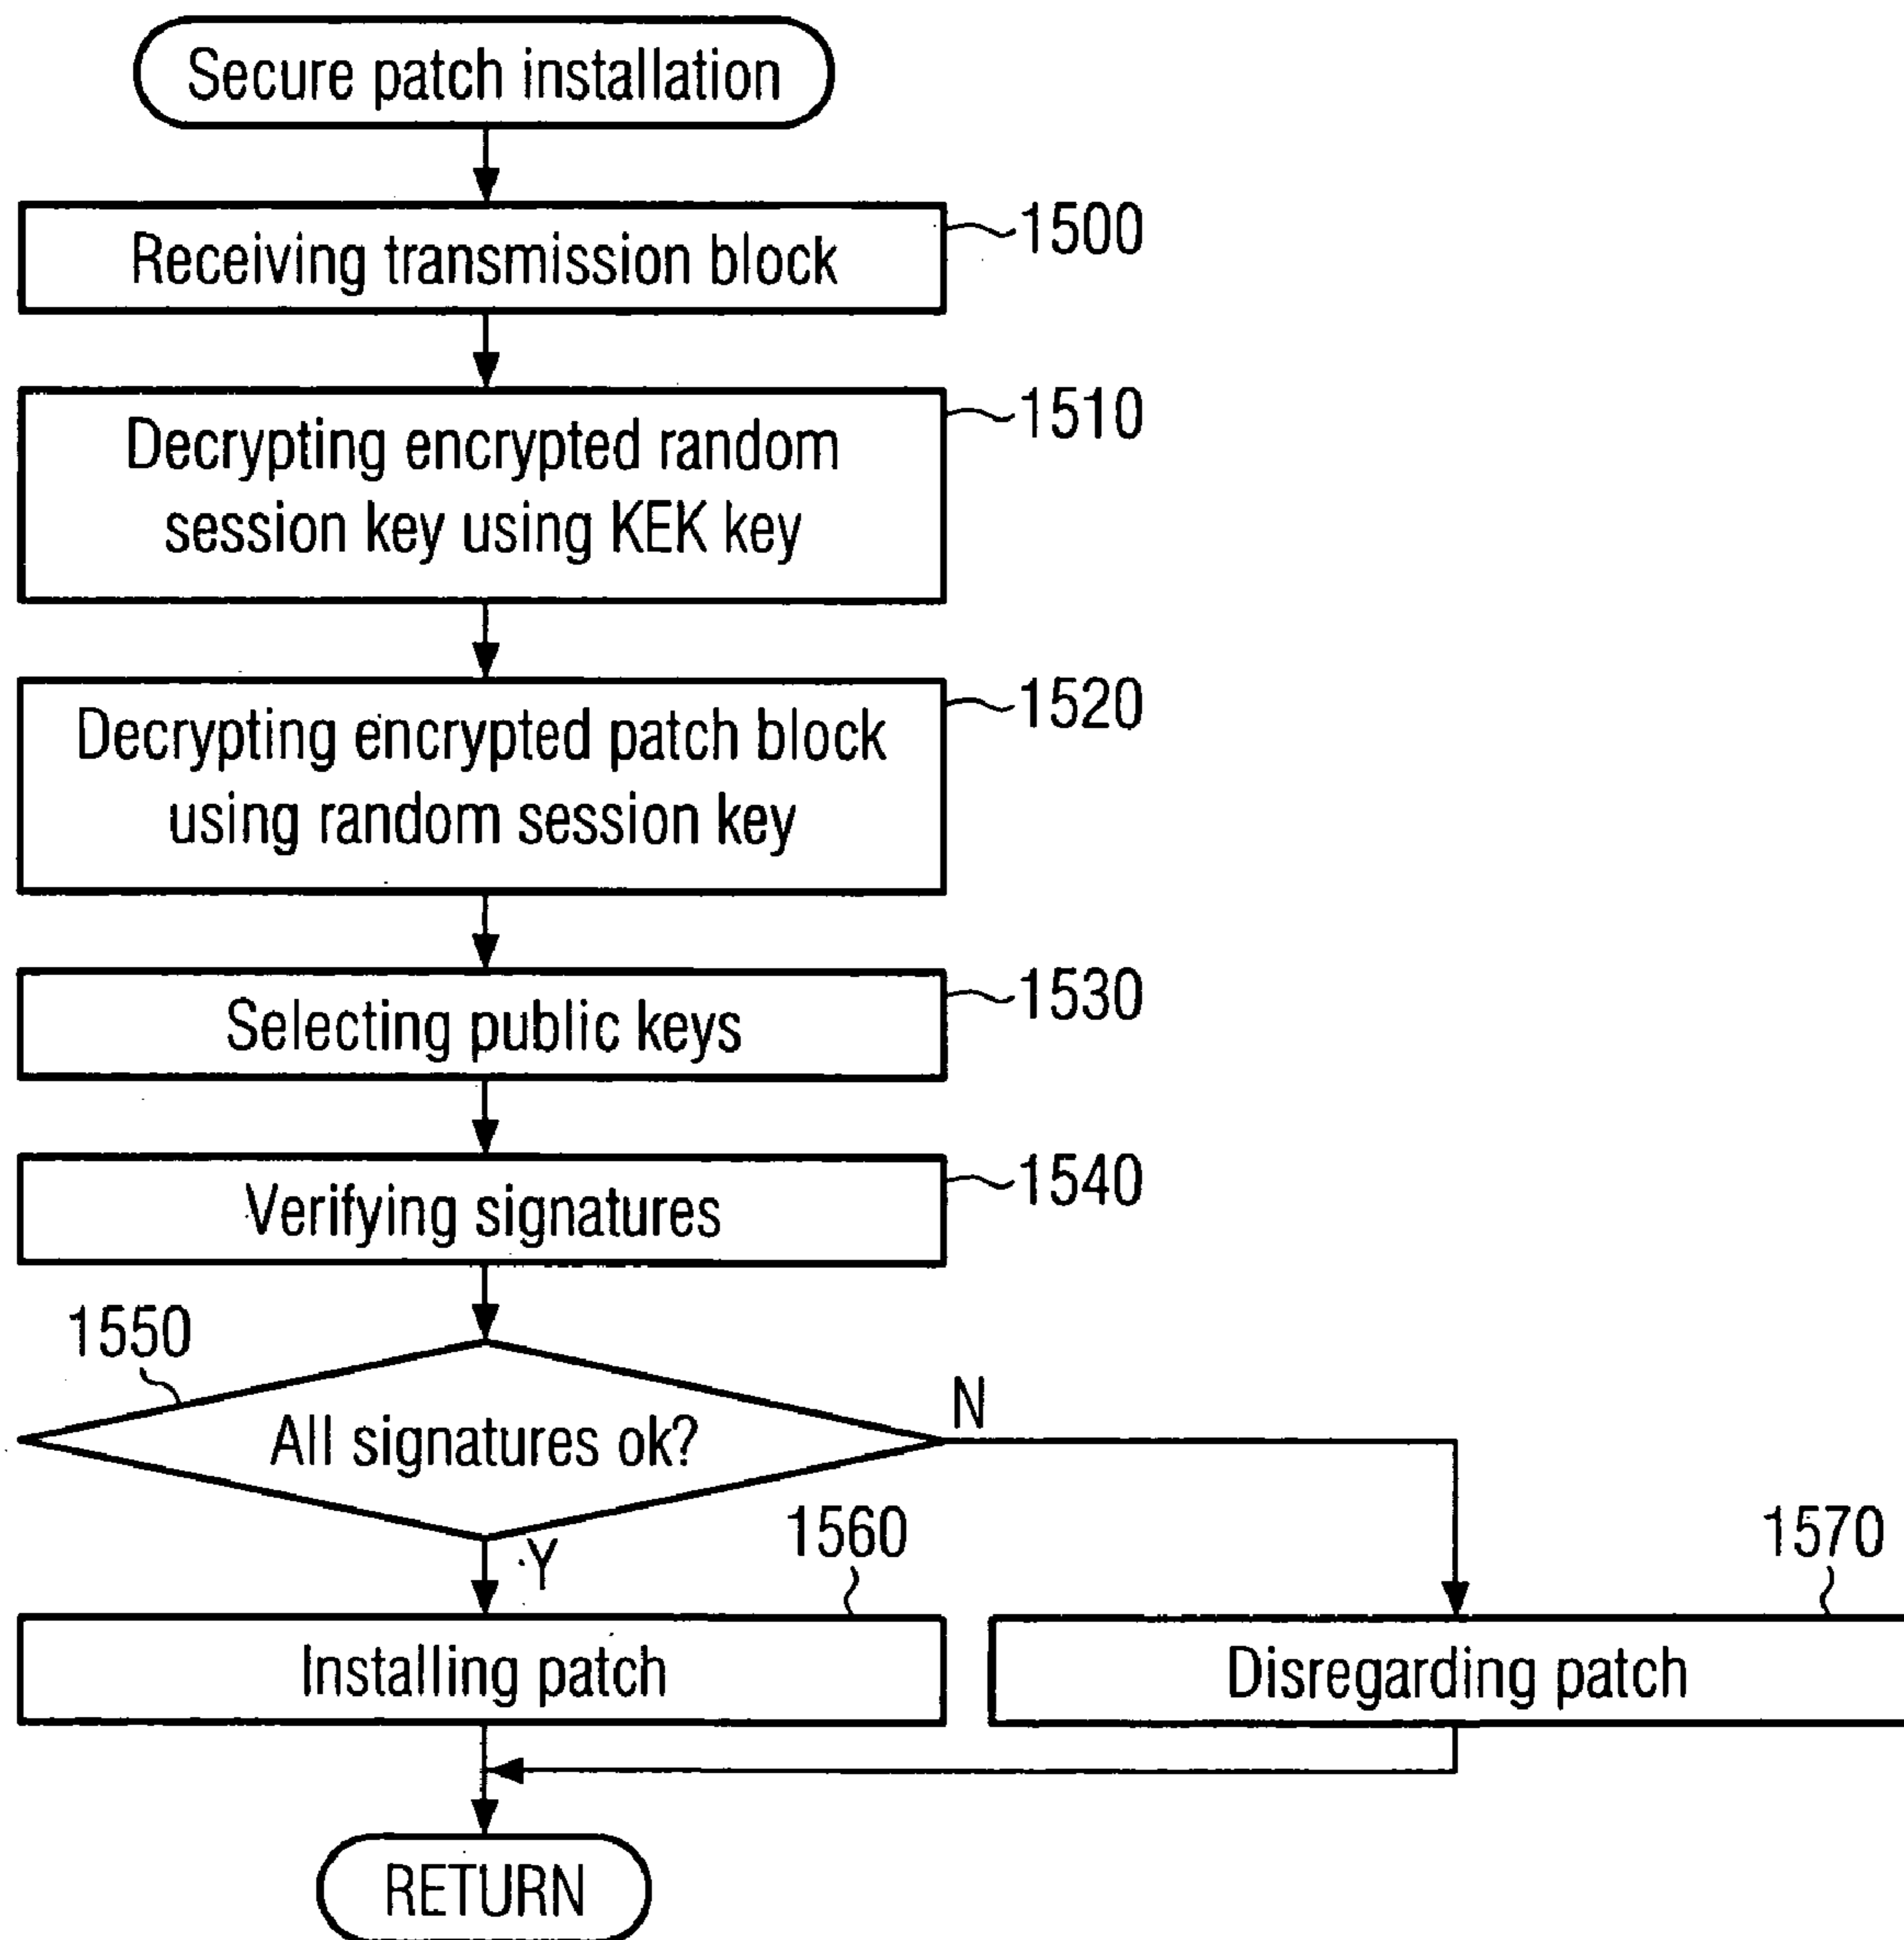 Secure patch installation
Receiving transmission block
1500
Decrypting encrypted random
session key using KEK key
1510
Decrypting encrypted patch block
using random session key
1520
Selecting public keys
1530
Verifying signatures
1540
1550
All signatures ok?
N
Y
1560
Installing patch
1570
Disregarding patch
RETURN